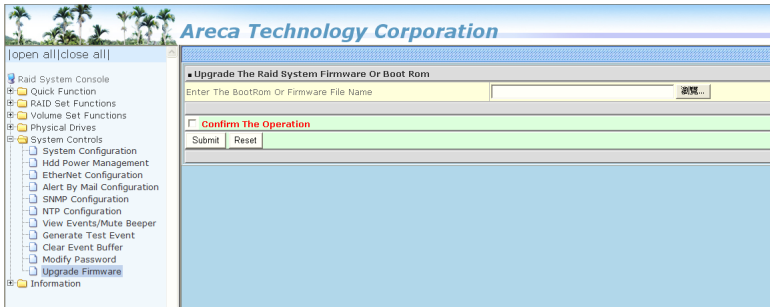 Areca Technology Corporation
|open all|close all|
Raid System Console
Quick Function
RAID Set Functions
Volume Set Functions
Physical Drives
System Controls
System Configuration
Hdd Power Management
EtherNet Configuration
Alert By Mail Configuration
SNMP Configuration
NTP Configuration
View Events/Mute Beeper
Generate Test Event
Clear Event Buffer
Modify Password
Upgrade Firmware
Information
Upgrade The Raid System Firmware Or Boot Rom
Enter The BootRom Or Firmware File Name
瀏覽...
Confirm The Operation
Submit Reset